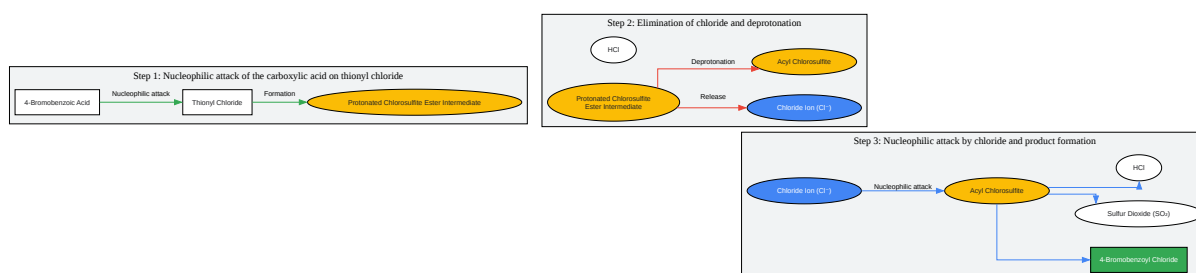 Step 1: Nucleophilic attack of the carboxylic acid on thionyl chloride
4-Bromobenzoic Acid
Nucleophilic attack
Thionyl Chloride
Formation
Protonated Chlorosulfite Ester Intermediate
Step 2: Elimination of chloride and deprotonation
HCl
Deprotonation
Acyl Chlorosulfite
Protonated Chlorosulfite
Ester Intermediate
Release
Chloride Ion (Cl⁻)
Step 3: Nucleophilic attack by chloride and product formation
Chloride Ion (Cl⁻)
Nucleophilic attack
Acyl Chlorosulfite
HCl
Sulfur Dioxide (SO₂)
4-Bromobenzoyl Chloride